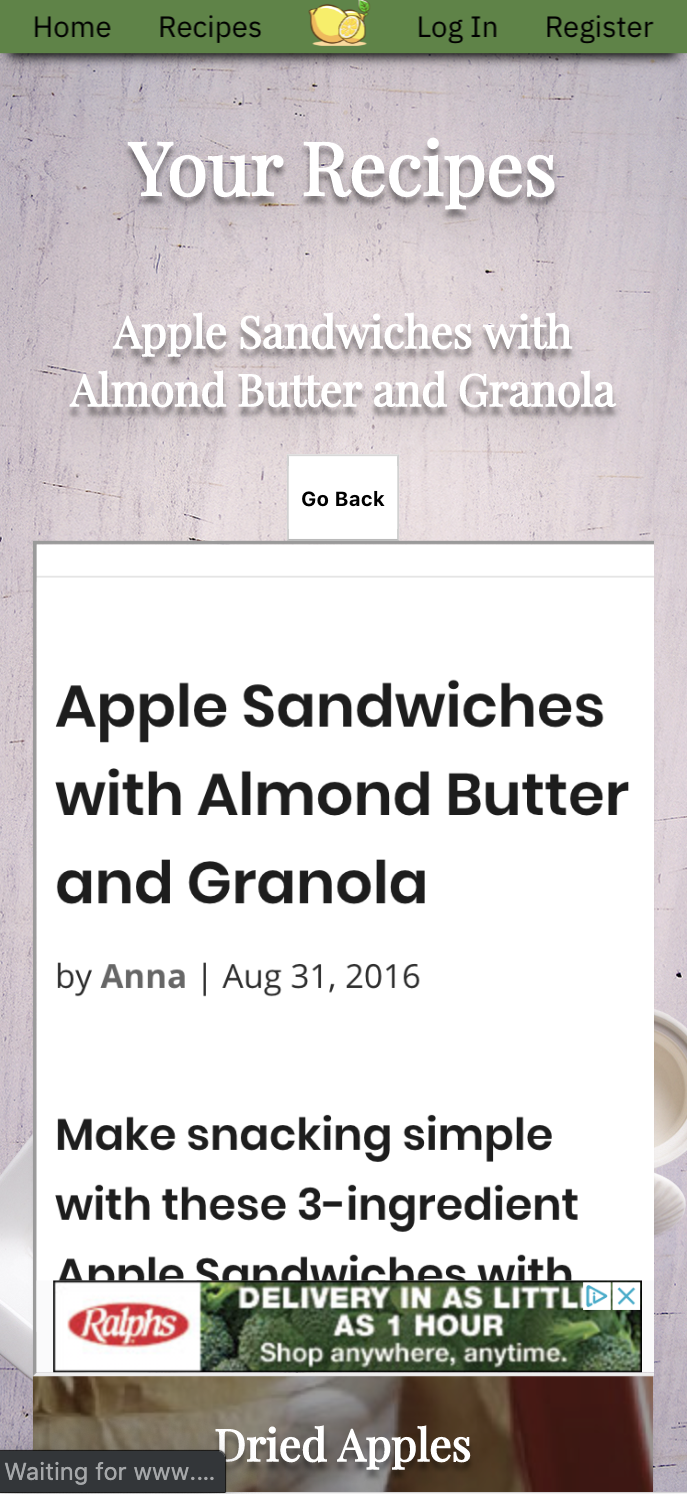 Home Recipes Log In Register
Your Recipes
Apple Sandwiches with
Almond Butter and Granola
Go Back
Apple Sandwiches
with Almond Butter
and Granola
by Anna | Aug 31, 2016
Make snacking simple
with these 3-ingredient
Apple Sandwiches with
Ralphs
DELIVERY IN AS LITTL
AS 1 HOUR
Shop anywhere, anytime.
Dried Apples
Waiting for www....